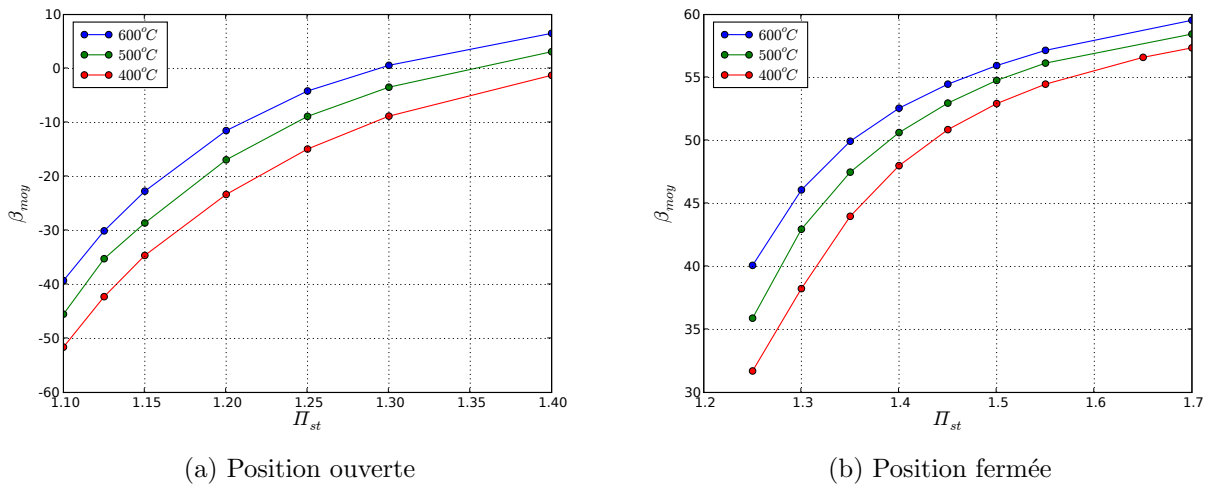 10
0
-10
-20
-30
-40
-50
-60
β_moy
600°C
500°C
400°C
1.10 1.15 1.20 1.25 1.30 1.35 1.40
Π_st
(a) Position ouverte
60
55
50
45
40
35
30
β_moy
600°C
500°C
400°C
1.2 1.3 1.4 1.5 1.6 1.7
Π_st
(b) Position fermée